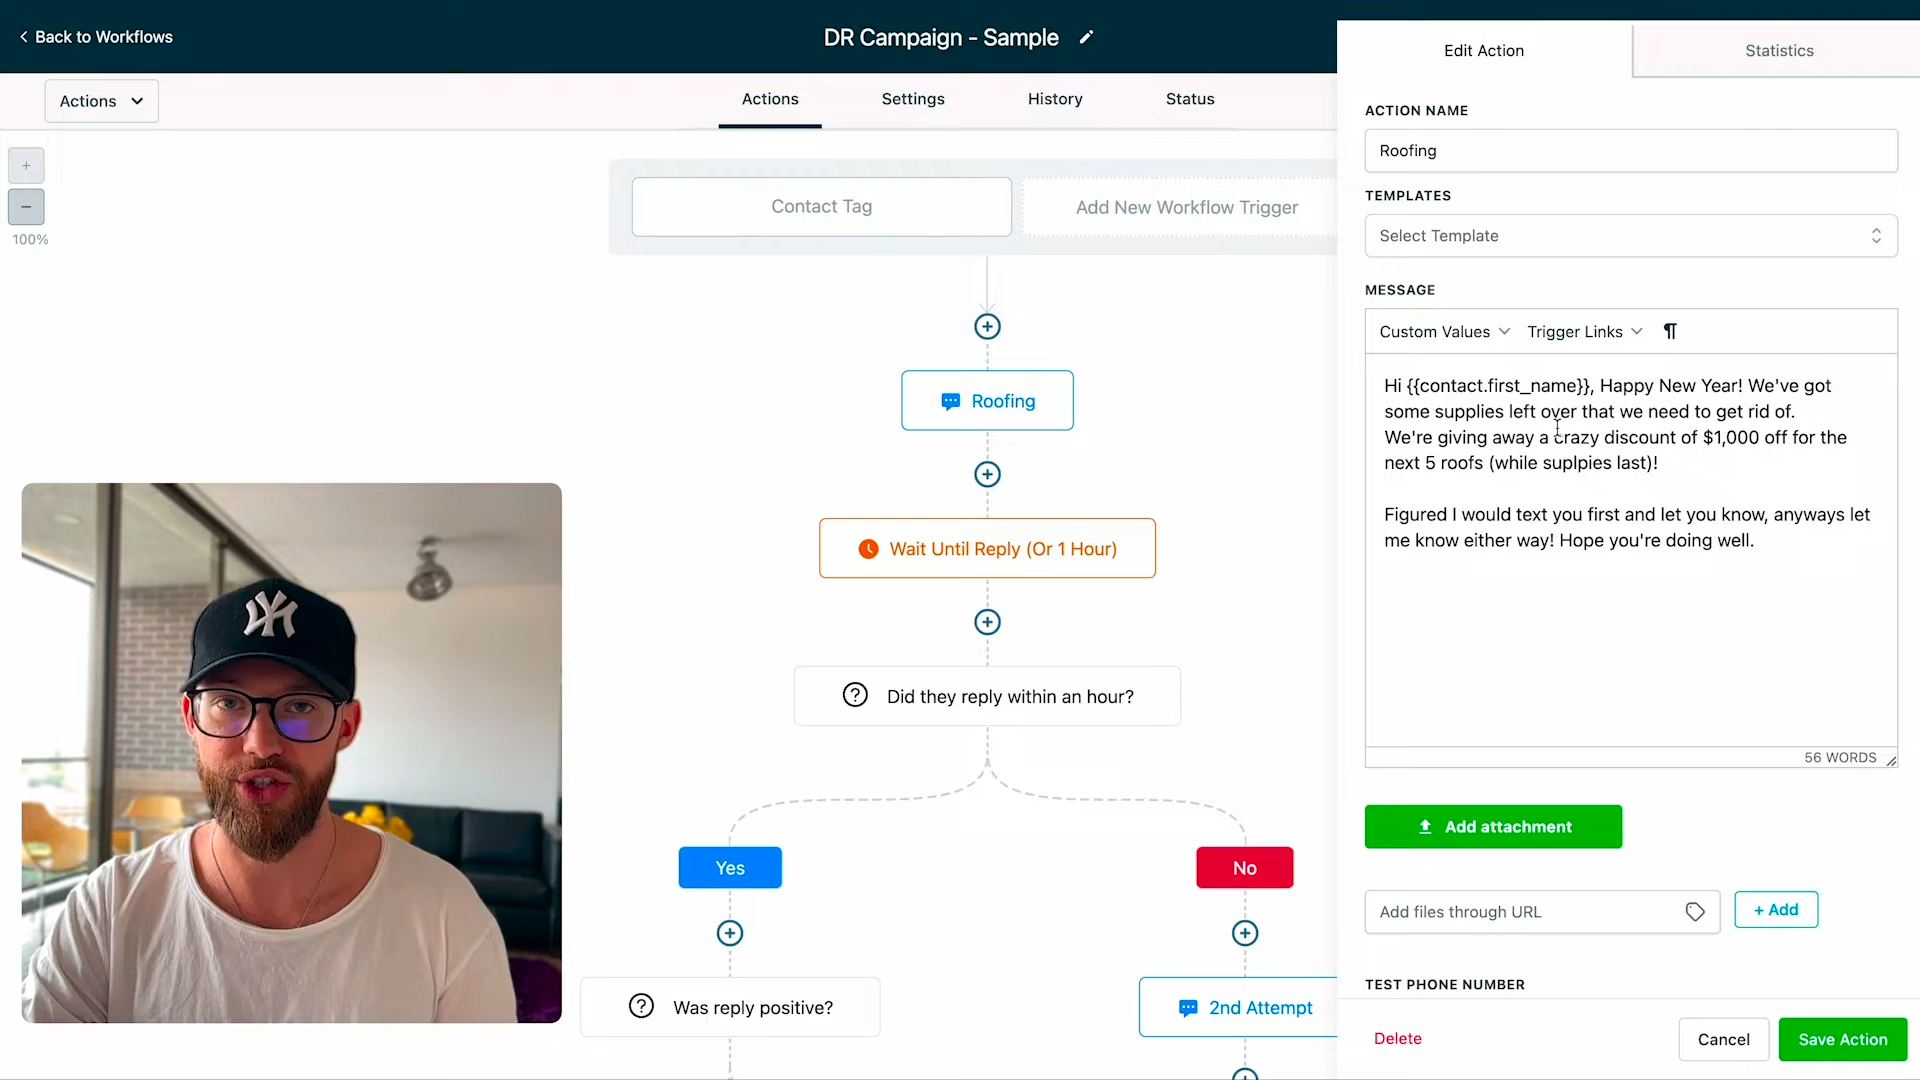 Back to Workflows
DR Campaign - Sample
Edit Action
Statistics
Actions
Actions
Settings
History
Status
ACTION NAME
Roofing
TEMPLATES
Select Template
MESSAGE
Custom Values
Trigger Links
¶
Hi {{contact.first_name}}, Happy New Year! We've got
some supplies left over that we need to get rid of.
We're giving away a crazy discount of $1,000 off for the
next 5 roofs (while suplpies last)!
Figured I would text you first and let you know, anyways let
me know either way! Hope you're doing well.
56 WORDS
Add attachment
Add files through URL
+ Add
TEST PHONE NUMBER
Delete
Cancel
Save Action
+
−
100%
Contact Tag
Add New Workflow Trigger
Roofing
Wait Until Reply (Or 1 Hour)
Did they reply within an hour?
Yes
No
Was reply positive?
2nd Attempt
NY